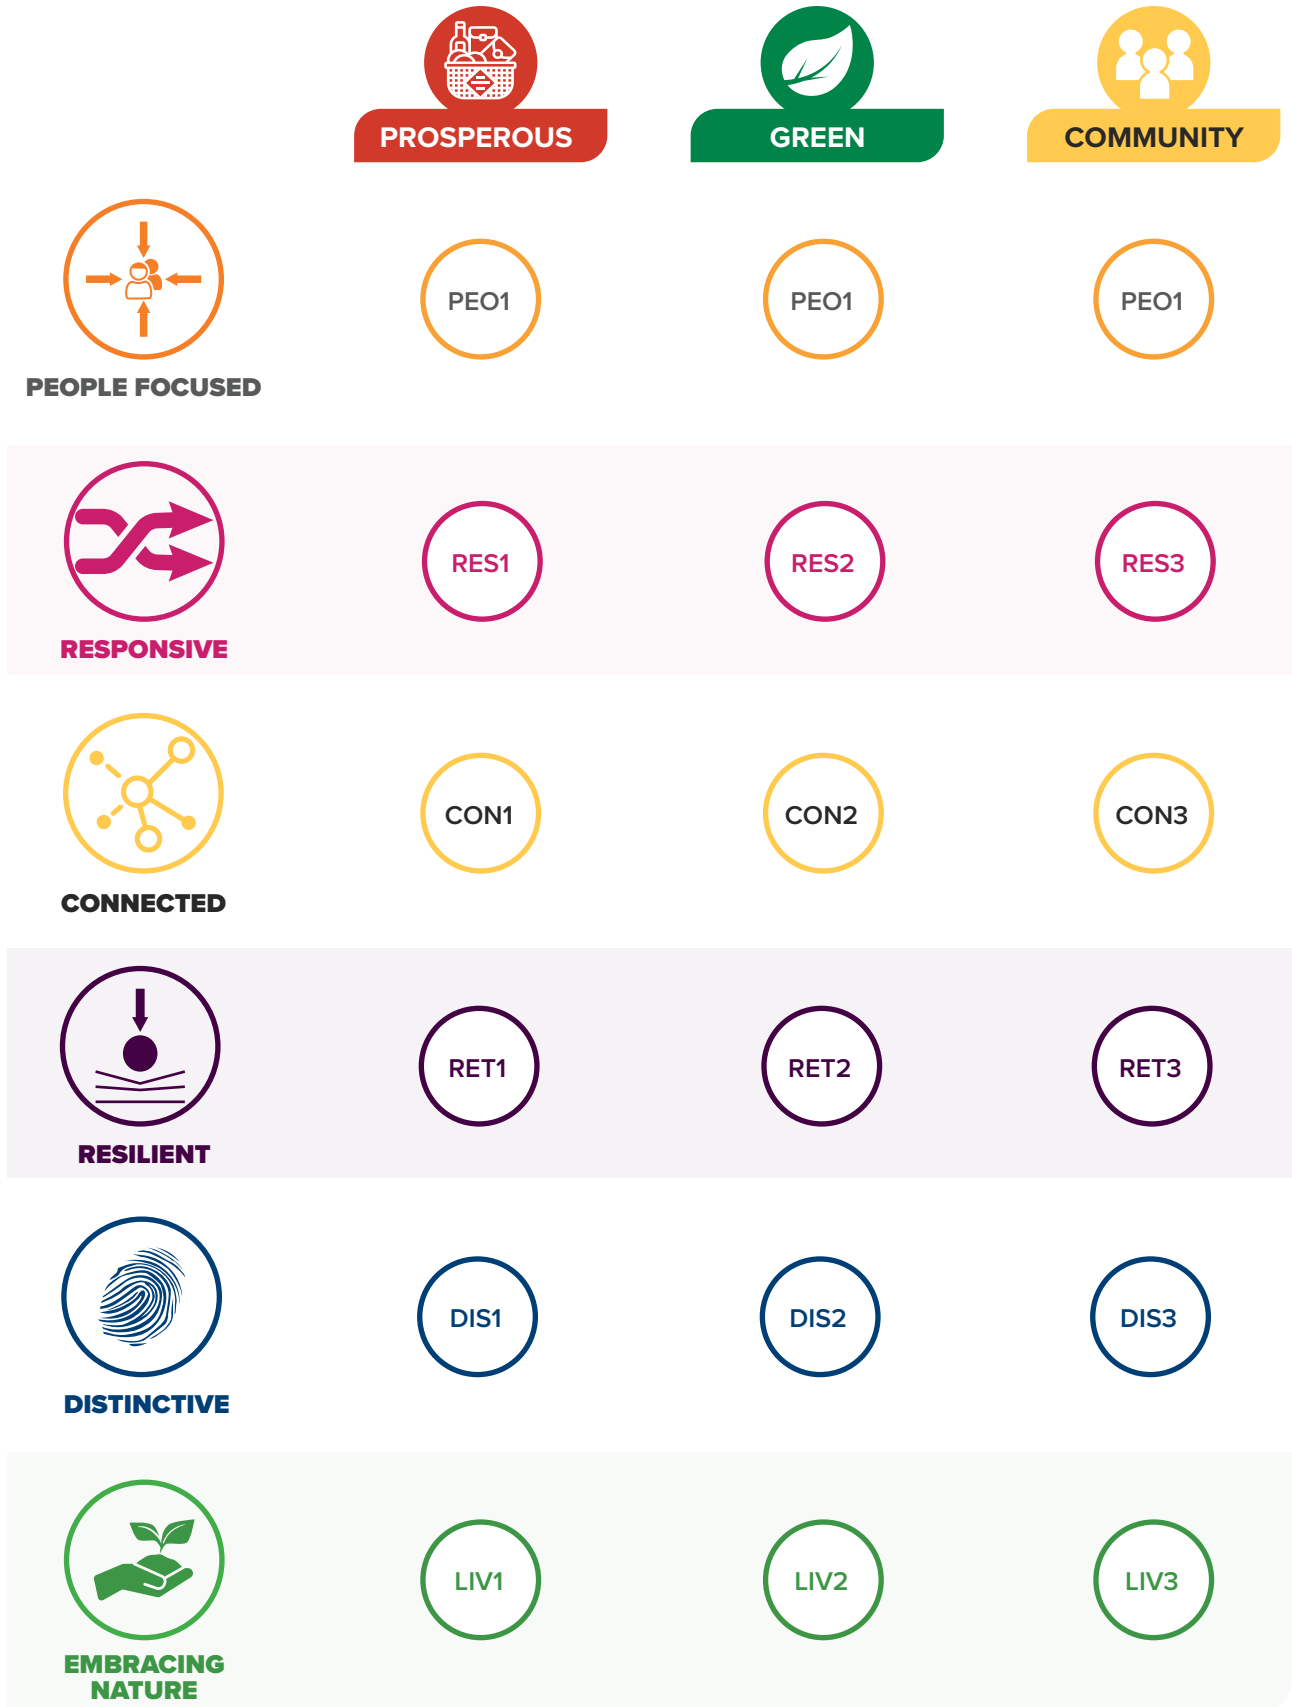 PROSPEROUS
GREEN
COMMUNITY
PEO1
PEO1
PEO1
PEOPLE FOCUSED
RES1
RES2
RES3
RESPONSIVE
CON1
CON2
CON3
CONNECTED
RET1
RET2
RET3
RESILIENT
DIS1
DIS2
DIS3
DISTINCTIVE
LIV1
LIV2
LIV3
EMBRACING
NATURE